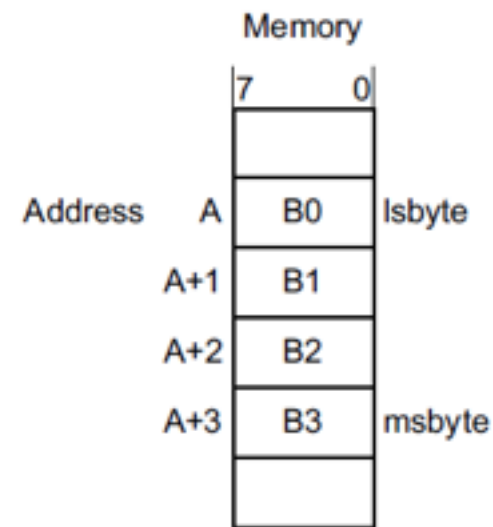 Memory
7 0
Address A B0 lsbyte
A+1 B1
A+2 B2
A+3 B3 msbyte